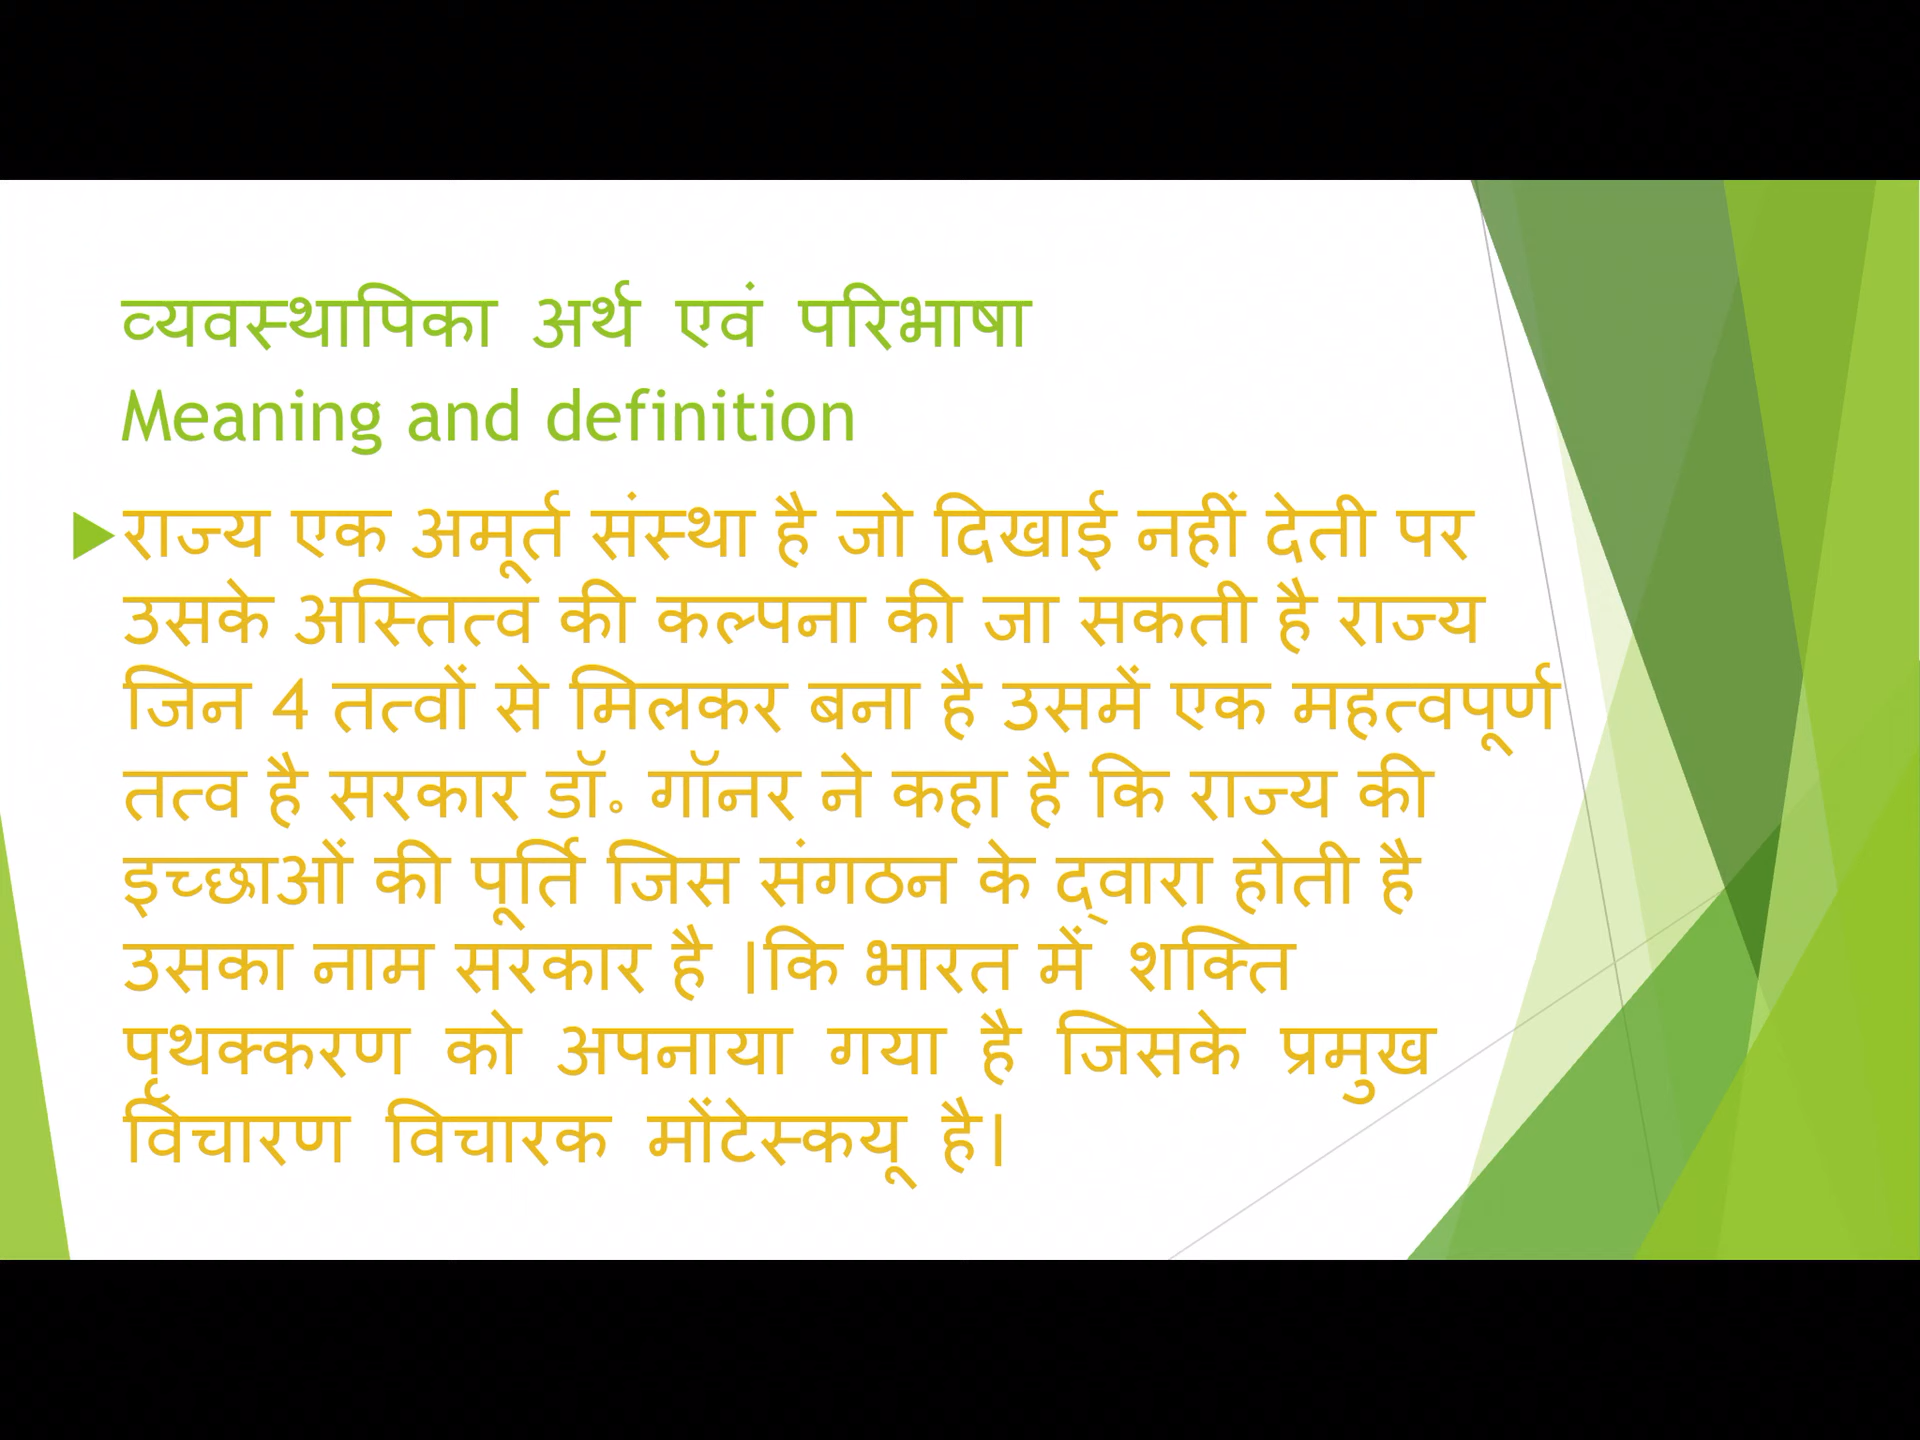 व्यवस्थापिका अर्थ एवं परिभाषा
Meaning and definition
राज्य एक अमूर्त संस्था है जो दिखाई नहीं देती पर
उसके अस्तित्व की कल्पना की जा सकती है राज्य
जिन 4 तत्वों से मिलकर बना है उसमें एक महत्वपूर्ण
तत्व है सरकार डॉ॰ गॉनर ने कहा है कि राज्य की
इच्छाओं की पूर्ति जिस संगठन के द्वारा होती है
उसका नाम सरकार है ।कि भारत में शक्ति
पृथक्करण को अपनाया गया है जिसके प्रमुख
विचारण विचारक मोंटेस्कयू है।